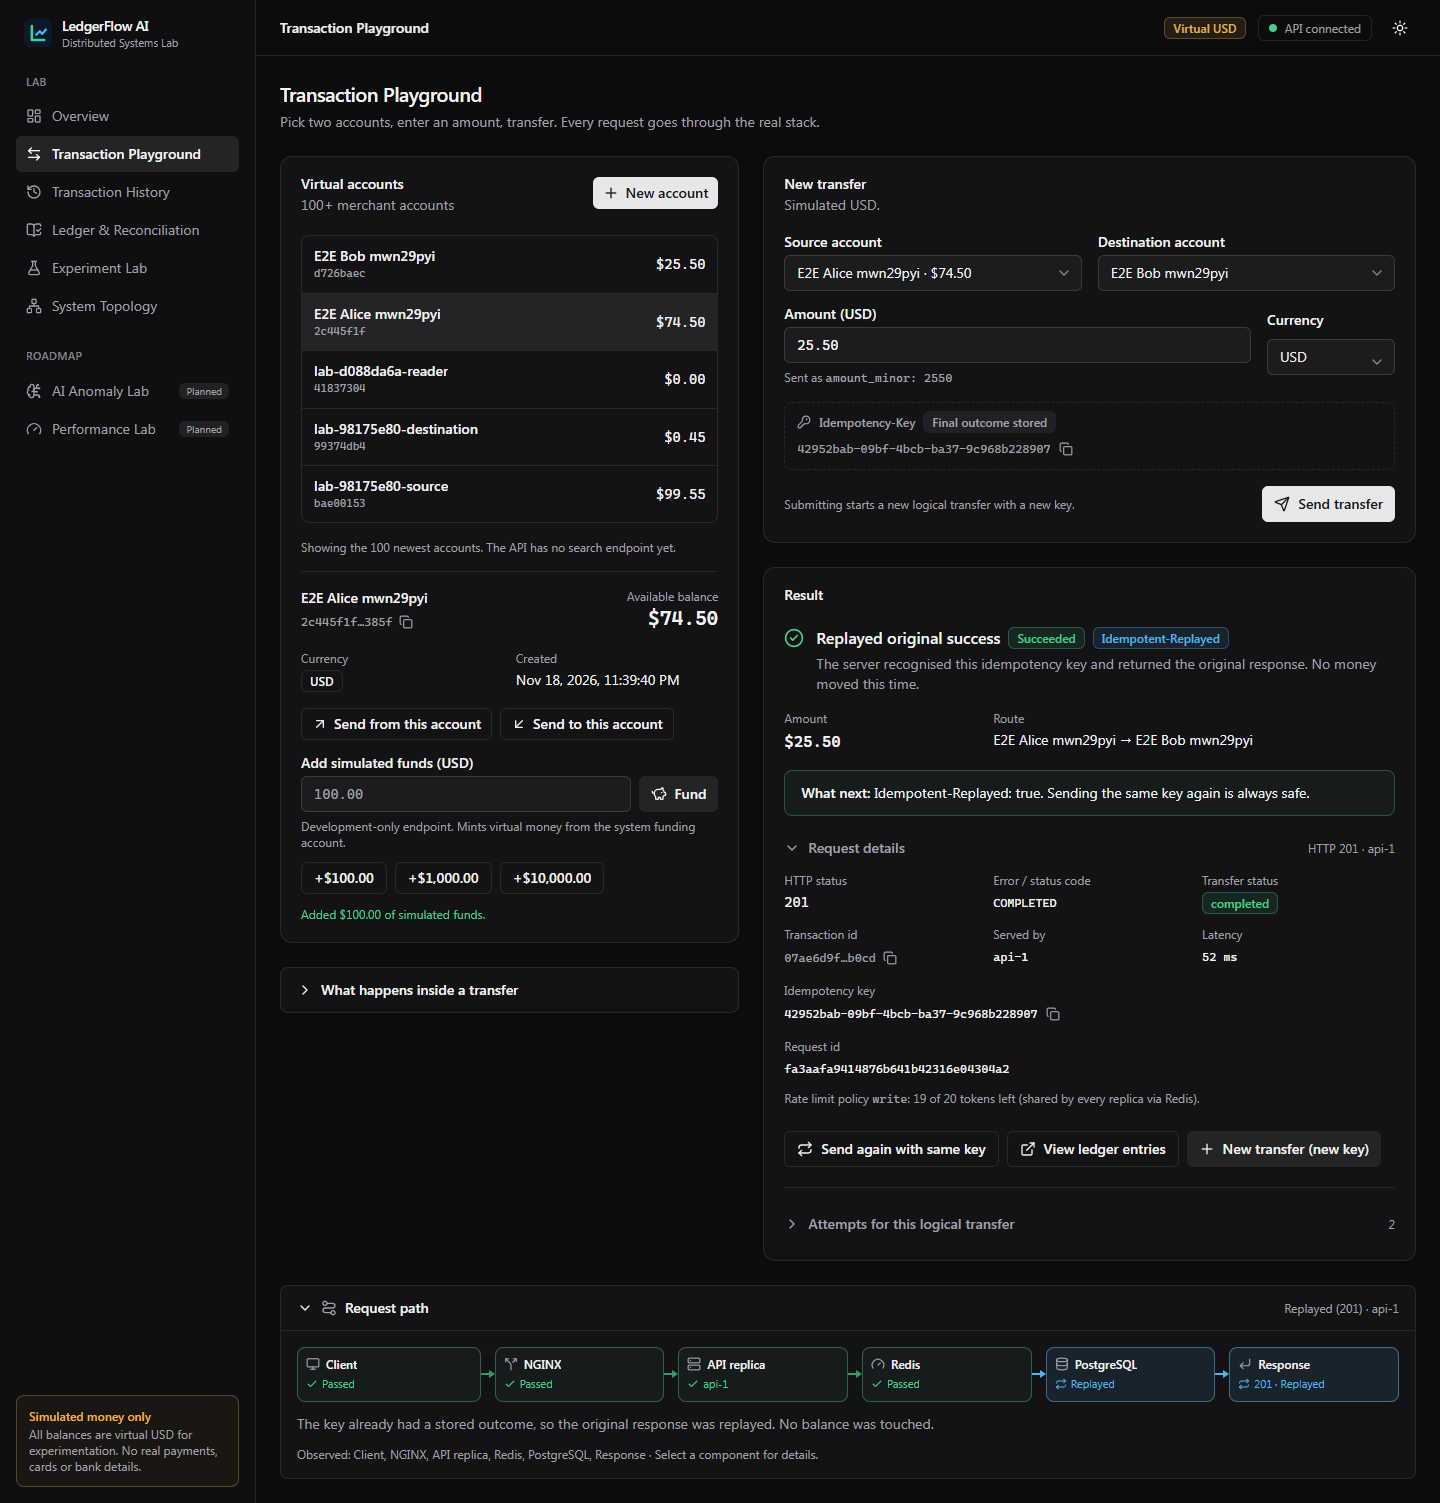 LedgerFlow AI
Distributed Systems Lab
LAB
Overview
Transaction Playground
Transaction History
Ledger & Reconciliation
Experiment Lab
System Topology
ROADMAP
AI Anomaly Lab Planned
Performance Lab Planned
Simulated money only
All balances are virtual USD for
experimentation. No real payments,
cards or bank details.
Transaction Playground
Virtual USD
API connected
Transaction Playground
Pick two accounts, enter an amount, transfer. Every request goes through the real stack.
Virtual accounts
100+ merchant accounts
New account
E2E Bob mwn29pyi
d726baec
$25.50
E2E Alice mwn29pyi
2c445f1f
$74.50
lab-d088da6a-reader
41837304
$0.00
lab-98175e80-destination
99374db4
$0.45
lab-98175e80-source
bae00153
$99.55
Showing the 100 newest accounts. The API has no search endpoint yet.
E2E Alice mwn29pyi
2c445f1f…385f
Available balance
$74.50
Currency
USD
Created
Nov 18, 2026, 11:39:40 PM
Send from this account
Send to this account
Add simulated funds (USD)
100.00
Fund
Development-only endpoint. Mints virtual money from the system funding
account.
+$100.00
+$1,000.00
+$10,000.00
Added $100.00 of simulated funds.
What happens inside a transfer
New transfer
Simulated USD.
Source account
E2E Alice mwn29pyi · $74.50
Destination account
E2E Bob mwn29pyi
Amount (USD)
25.50
Sent as amount_minor: 2550
Currency
USD
Idempotency-Key Final outcome stored
42952bab-09bf-4bcb-ba37-9c968b228907
Submitting starts a new logical transfer with a new key.
Send transfer
Result
Replayed original success Succeeded Idempotent-Replayed
The server recognised this idempotency key and returned the original response. No money
moved this time.
Amount
$25.50
Route
E2E Alice mwn29pyi → E2E Bob mwn29pyi
What next: Idempotent-Replayed: true. Sending the same key again is always safe.
Request details
HTTP 201 · api-1
HTTP status
201
Error / status code
COMPLETED
Transfer status
completed
Transaction id
07ae6d9f…b0cd
Served by
api-1
Latency
52 ms
Idempotency key
42952bab-09bf-4bcb-ba37-9c968b228907
Request id
fa3aafa9414876b641b42316e04304a2
Rate limit policy write: 19 of 20 tokens left (shared by every replica via Redis).
Send again with same key
View ledger entries
New transfer (new key)
Attempts for this logical transfer
2
Request path
Replayed (201) · api-1
Client
Passed
NGINX
Passed
API replica
api-1
Redis
Passed
PostgreSQL
Replayed
Response
201 · Replayed
The key already had a stored outcome, so the original response was replayed. No balance was touched.
Observed: Client, NGINX, API replica, Redis, PostgreSQL, Response · Select a component for details.